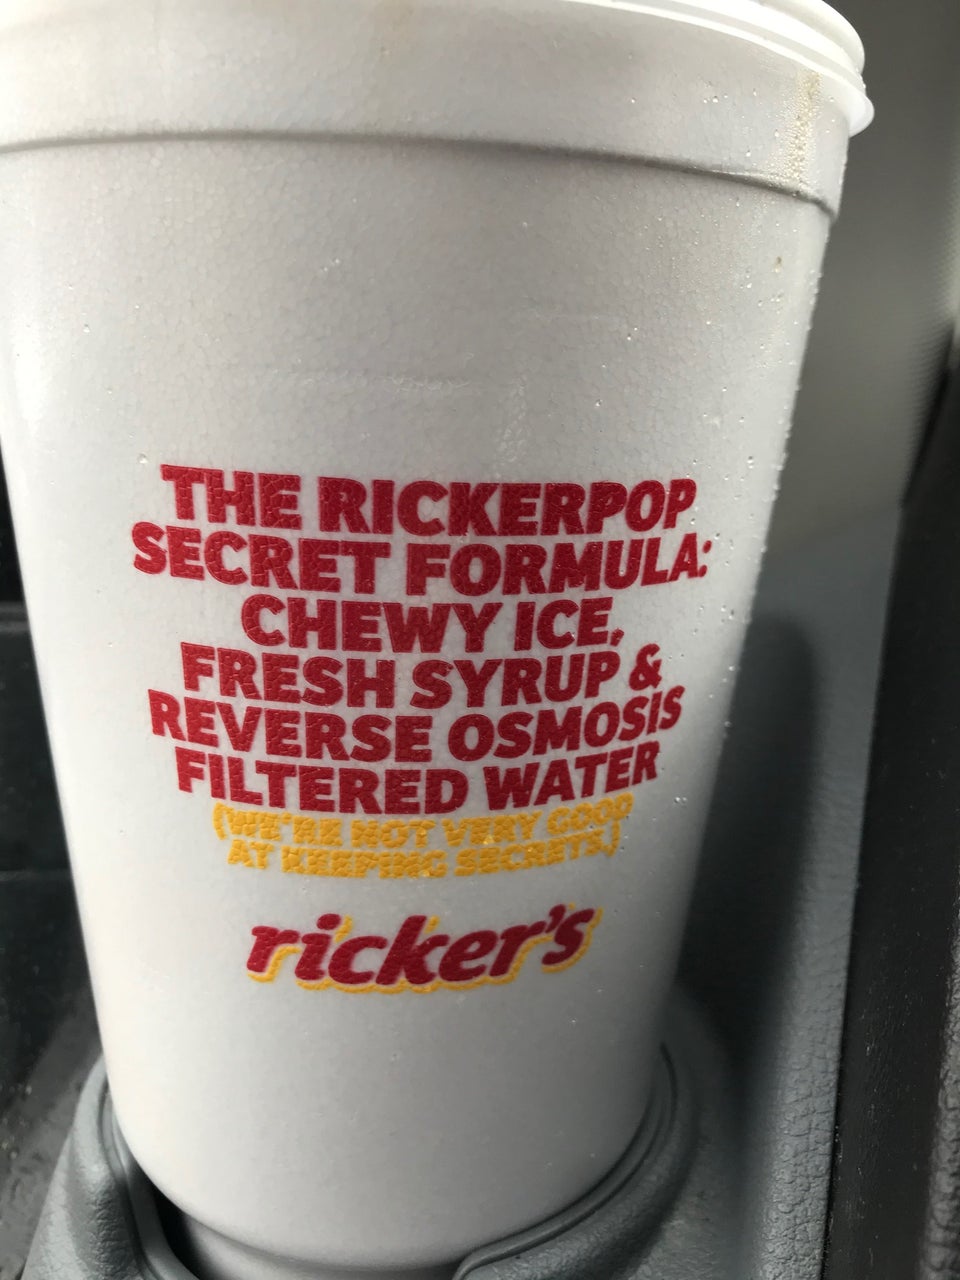 THE RICKERPOP
SECRET FORMULA:
CHEWY ICE,
FRESH SYRUP &
REVERSE OSMOSIS
FILTERED WATER
(WE'RE NOT VERY GOOD
AT KEEPING SECRETS.)
ricker's